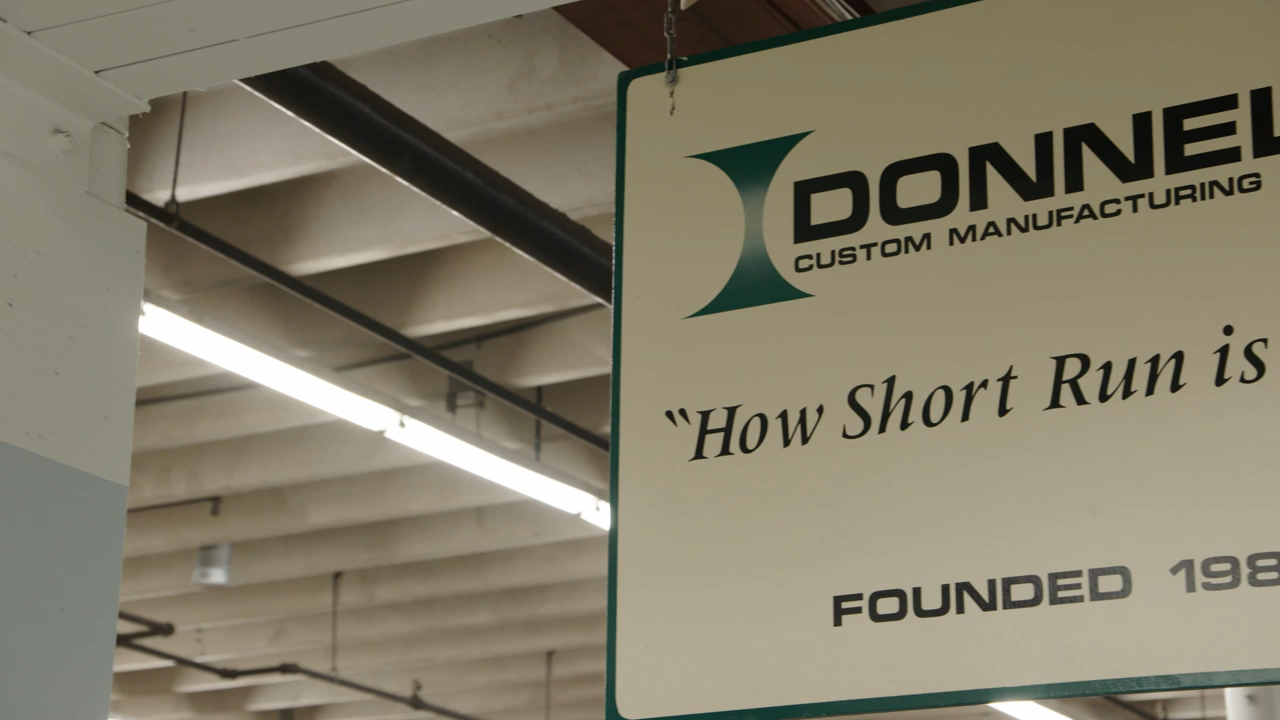 DONNEL
CUSTOM MANUFACTURING
“How Short Run is
FOUNDED 198